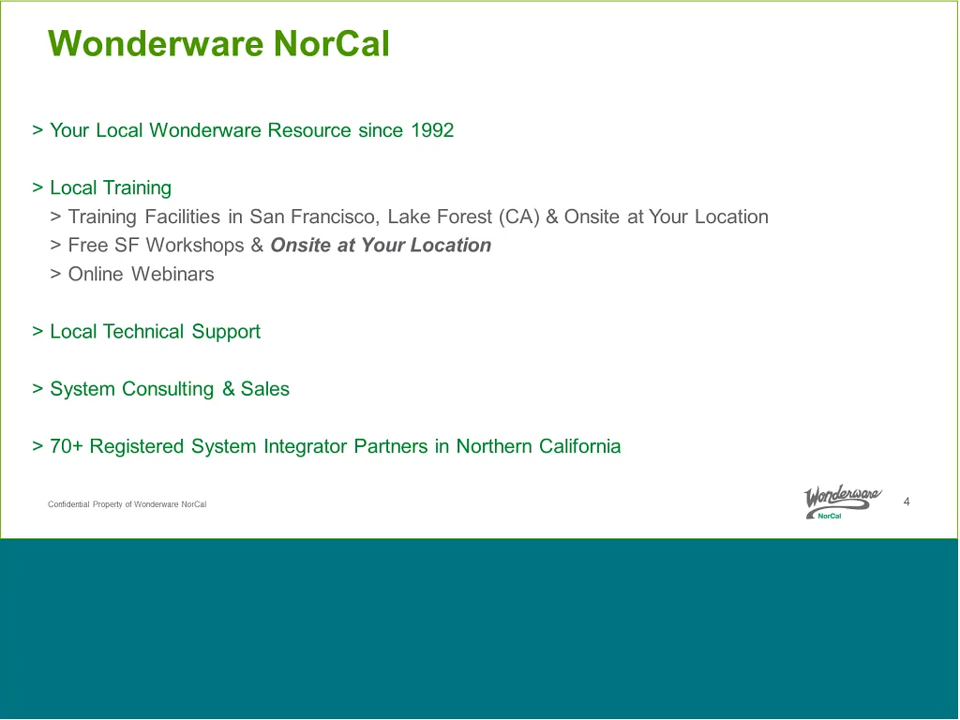 Wonderware NorCal
> Your Local Wonderware Resource since 1992
> Local Training
> Training Facilities in San Francisco, Lake Forest (CA) & Onsite at Your Location
> Free SF Workshops & Onsite at Your Location
> Online Webinars
> Local Technical Support
> System Consulting & Sales
> 70+ Registered System Integrator Partners in Northern California
Confidential Property of Wonderware NorCal
Wonderware
NorCal
4